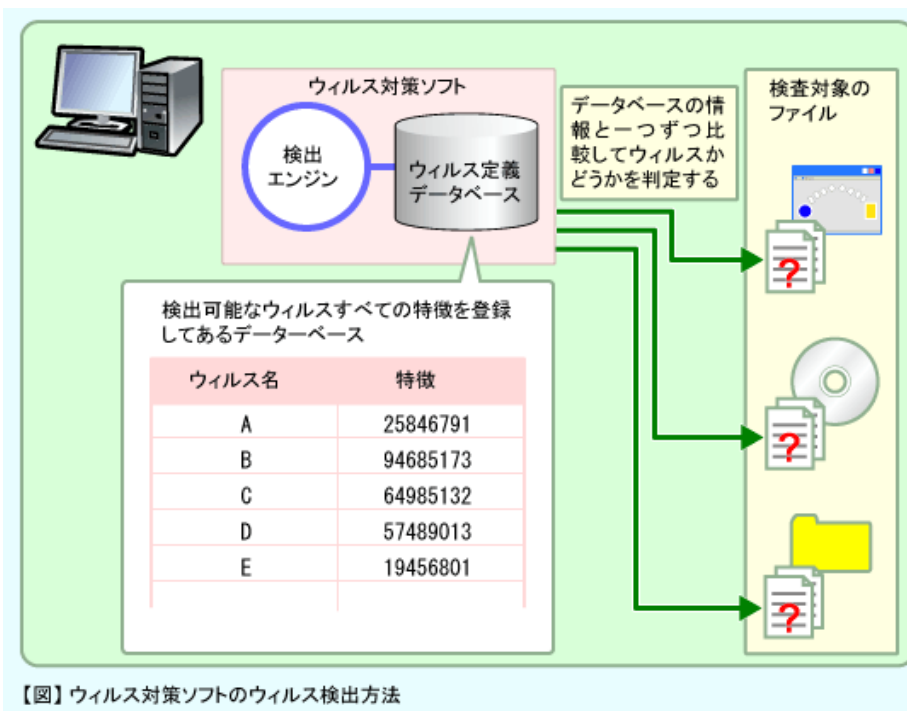 ウィルス対策ソフト
検出
エンジン
ウィルス定義
データベース
データベースの情
報と一つずつ比
較してウィルスか
どうかを判定する
検査対象の
ファイル
?
?
?
検出可能なウィルスすべての特徴を登録
してあるデーターベース
ウィルス名 特徴
A 25846791
B 94685173
C 64985132
D 57489013
E 19456801
【図】ウィルス対策ソフトのウィルス検出方法